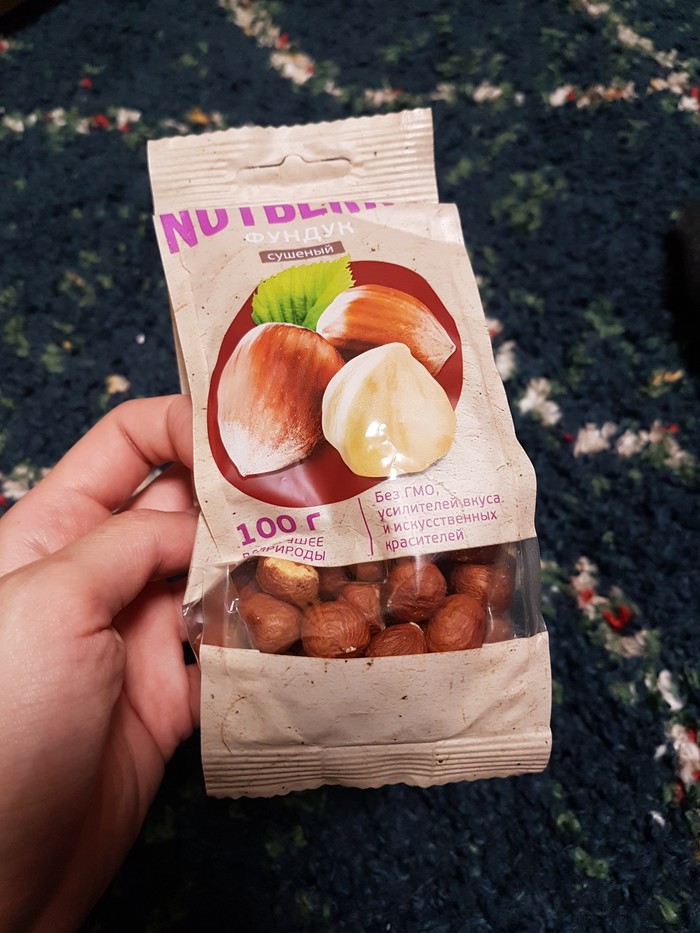 ФУНДУК
сушеный
100 г
Без ГМО,
усилителей вкуса
и искусственных
красителей